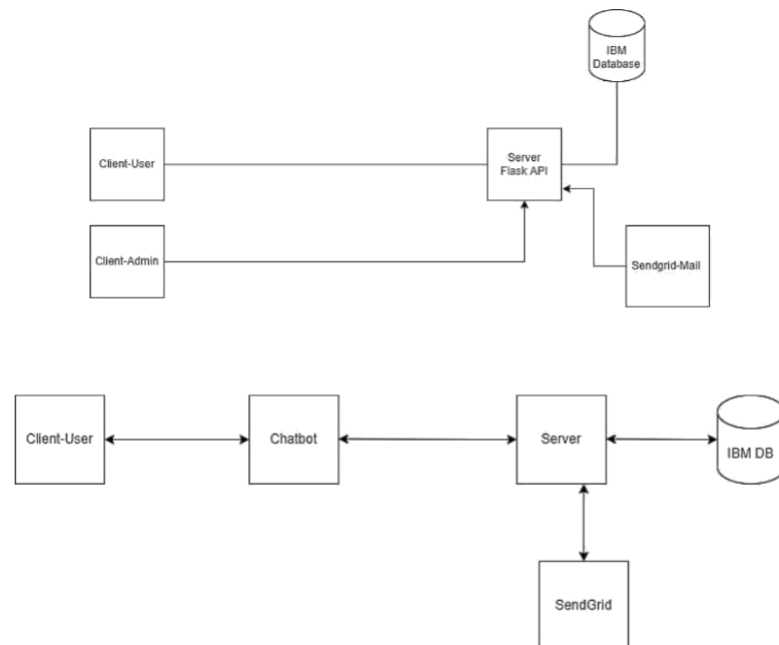 IBM
Database
Client-User
Server
Flask API
Client-Admin
Sendgrid-Mail
Client-User
Chatbot
Server
IBM DB
SendGrid